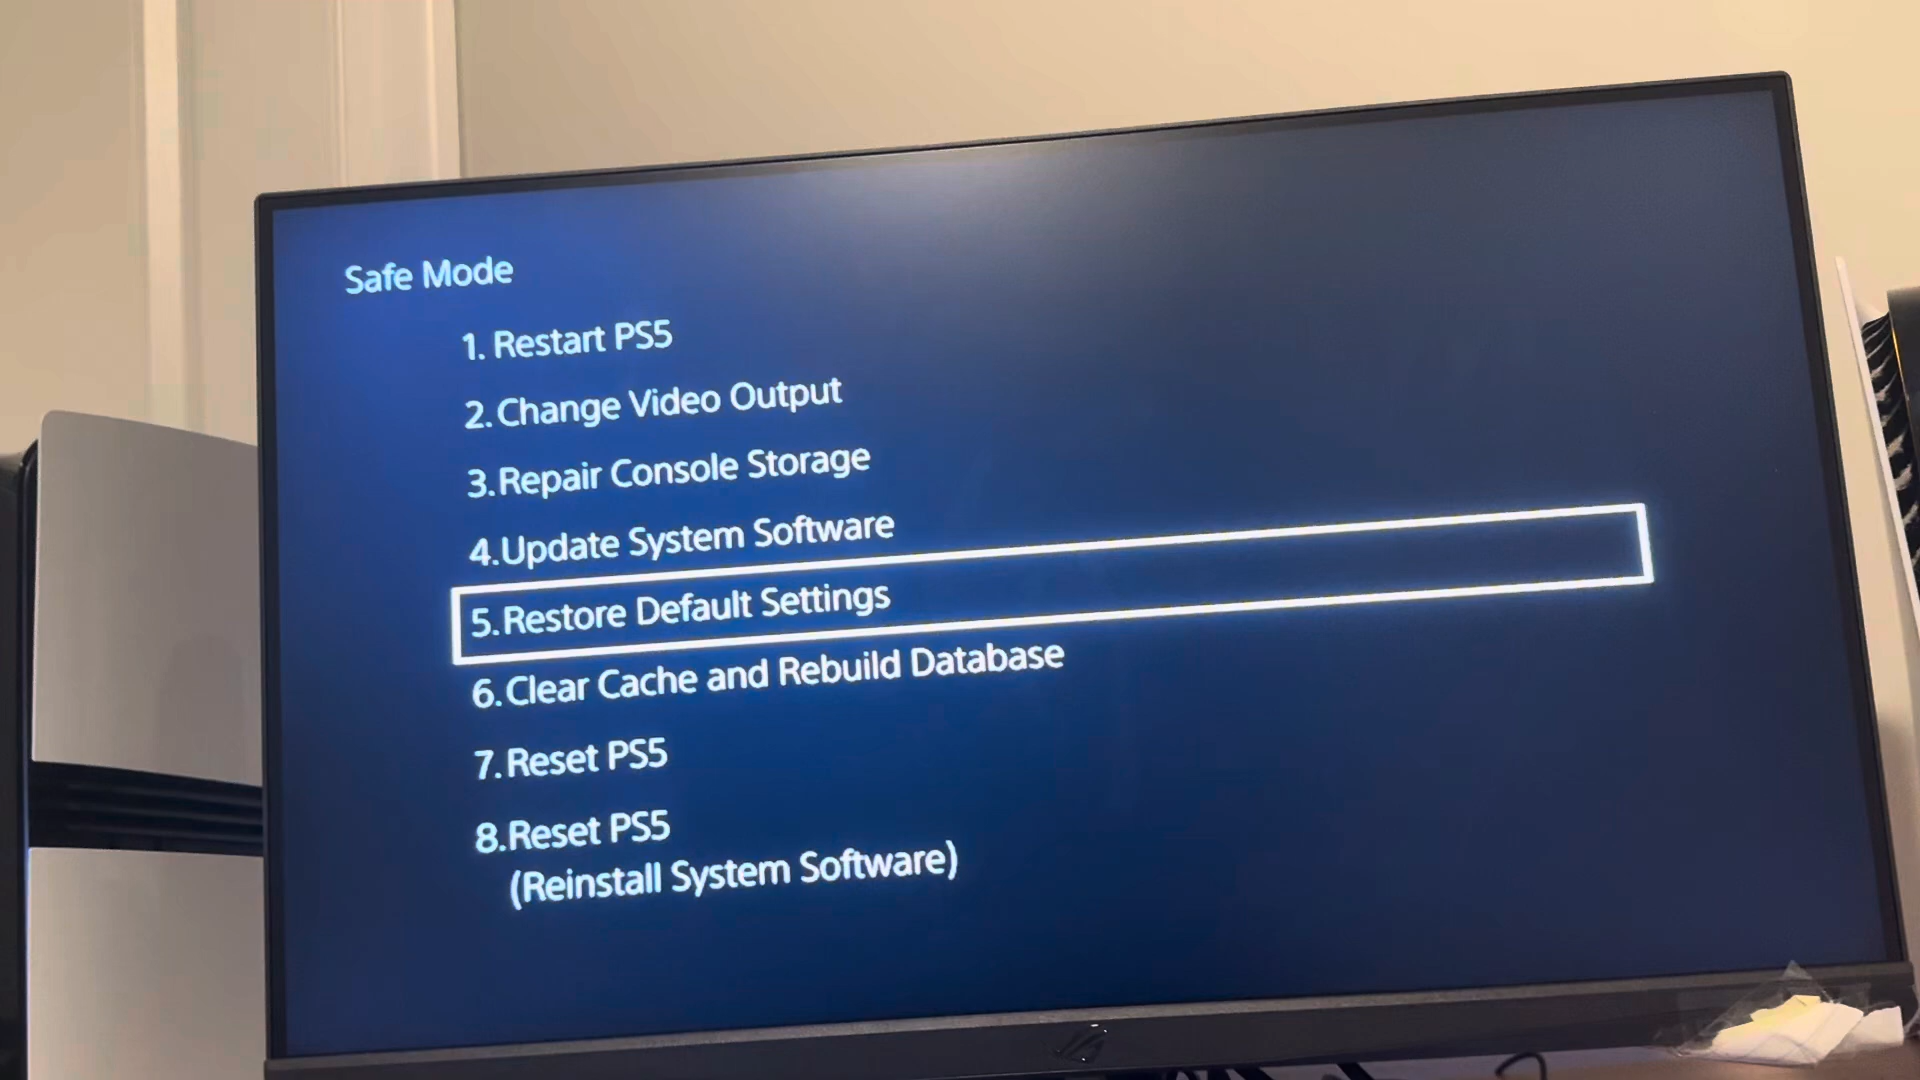 Safe Mode
1. Restart PS5
2. Change Video Output
3. Repair Console Storage
4. Update System Software
5. Restore Default Settings
6. Clear Cache and Rebuild Database
7. Reset PS5
8. Reset PS5
(Reinstall System Software)